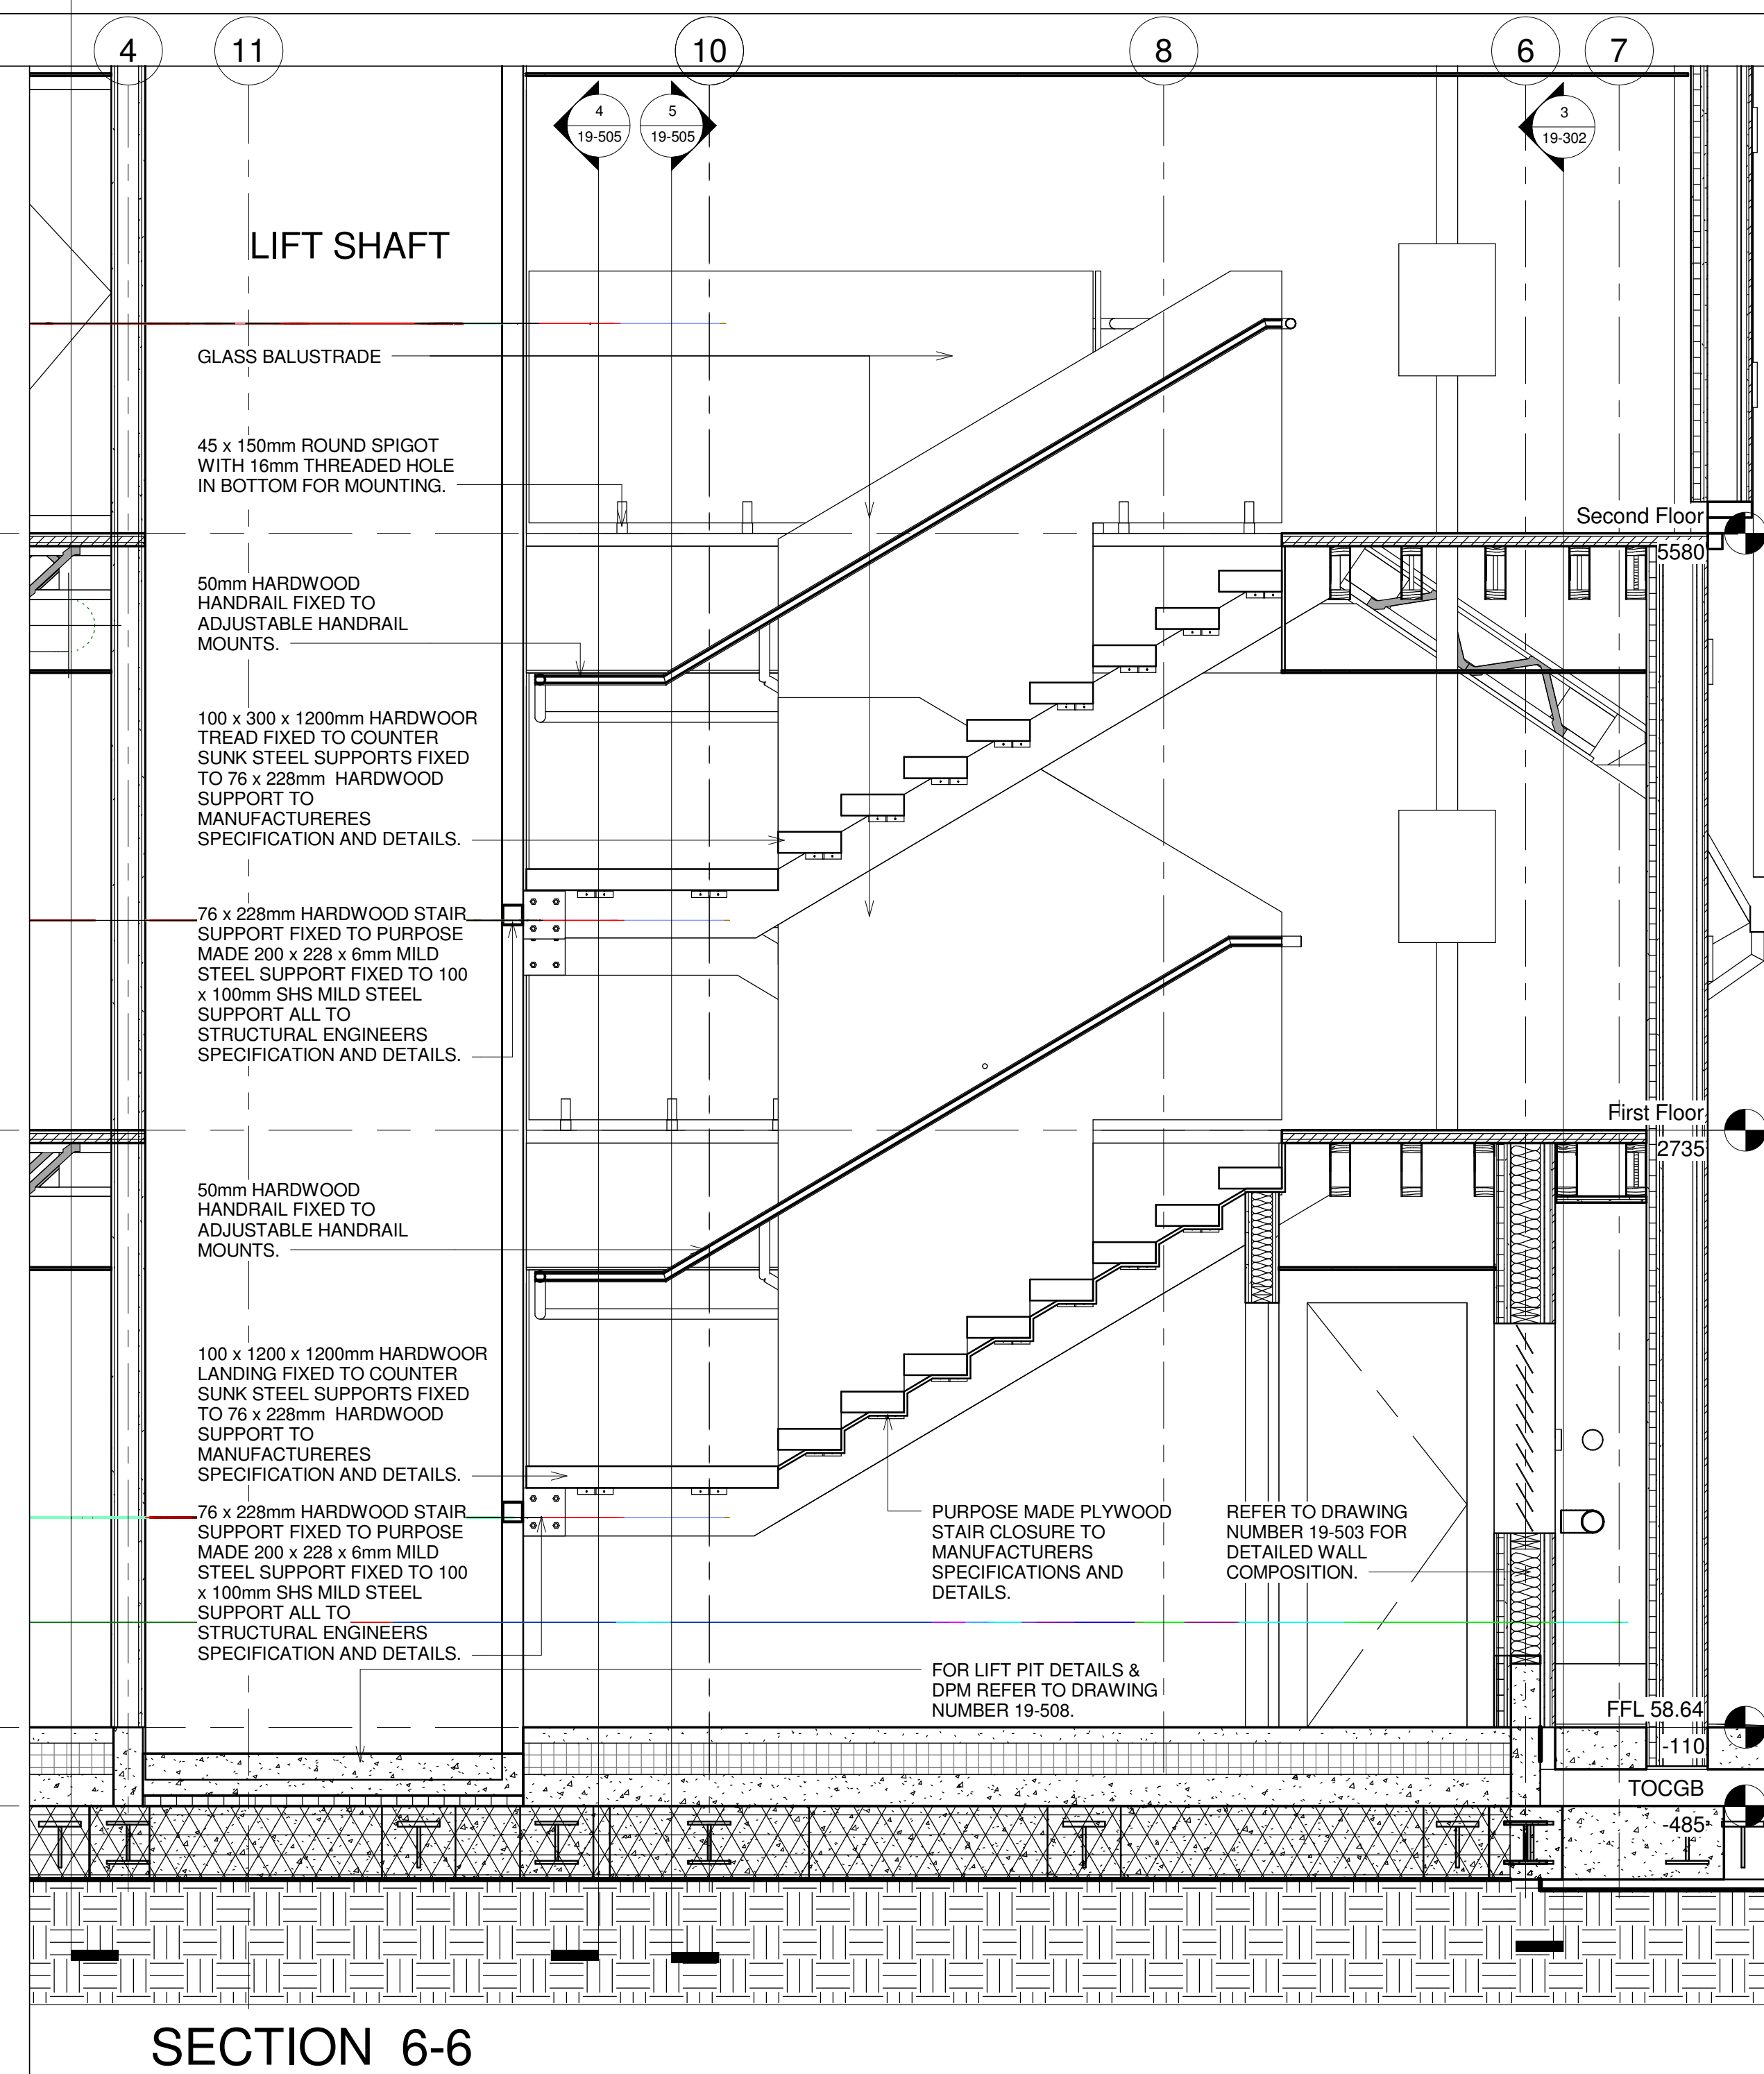 4 11 10 8 6 7
4
19-505
5
19-505
3
19-302
LIFT SHAFT
GLASS BALUSTRADE
45 x 150mm ROUND SPIGOT
WITH 16mm THREADED HOLE
IN BOTTOM FOR MOUNTING.
Second Floor
5580
50mm HARDWOOD
HANDRAIL FIXED TO
ADJUSTABLE HANDRAIL
MOUNTS.
100 x 300 x 1200mm HARDWOOR
TREAD FIXED TO COUNTER
SUNK STEEL SUPPORTS FIXED
TO 76 x 228mm HARDWOOD
SUPPORT TO
MANUFACTURERES
SPECIFICATION AND DETAILS.
76 x 228mm HARDWOOD STAIR
SUPPORT FIXED TO PURPOSE
MADE 200 x 228 x 6mm MILD
STEEL SUPPORT FIXED TO 100
x 100mm SHS MILD STEEL
SUPPORT ALL TO
STRUCTURAL ENGINEERS
SPECIFICATION AND DETAILS.
First Floor
2735
50mm HARDWOOD
HANDRAIL FIXED TO
ADJUSTABLE HANDRAIL
MOUNTS.
100 x 1200 x 1200mm HARDWOOR
LANDING FIXED TO COUNTER
SUNK STEEL SUPPORTS FIXED
TO 76 x 228mm HARDWOOD
SUPPORT TO
MANUFACTURERES
SPECIFICATION AND DETAILS.
76 x 228mm HARDWOOD STAIR
SUPPORT FIXED TO PURPOSE
MADE 200 x 228 x 6mm MILD
STEEL SUPPORT FIXED TO 100
x 100mm SHS MILD STEEL
SUPPORT ALL TO
STRUCTURAL ENGINEERS
SPECIFICATION AND DETAILS.
PURPOSE MADE PLYWOOD
STAIR CLOSURE TO
MANUFACTURERS
SPECIFICATIONS AND
DETAILS.
REFER TO DRAWING
NUMBER 19-503 FOR
DETAILED WALL
COMPOSITION.
FOR LIFT PIT DETAILS &
DPM REFER TO DRAWING
NUMBER 19-508.
FFL 58.64
-110
TOCGB
-485
SECTION 6-6